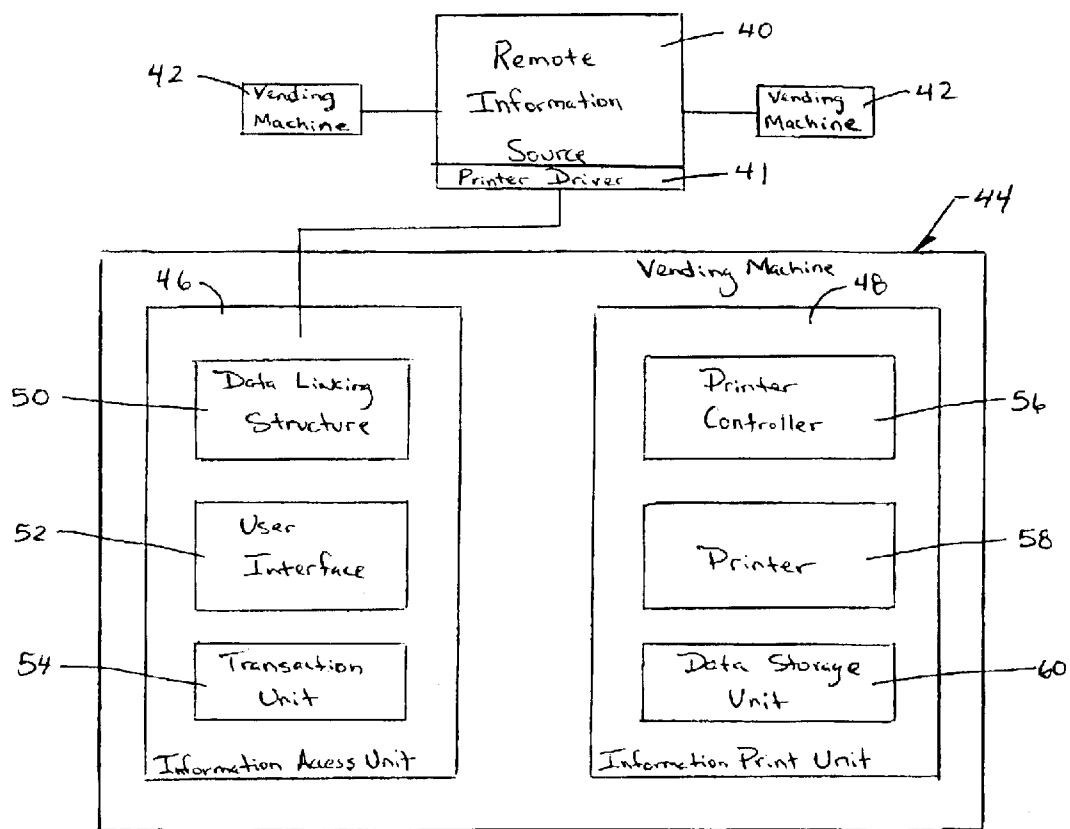 Remote
Information
Source
40
Printer Driver
41
42
Vending
Machine
Vending
Machine
42
44
Vending Machine
46
48
50
Data Linking
Structure
Printer
Controller
56
52
User
Interface
Printer
58
54
Transaction
Unit
Data Storage
Unit
60
Information Access Unit
Information Print Unit